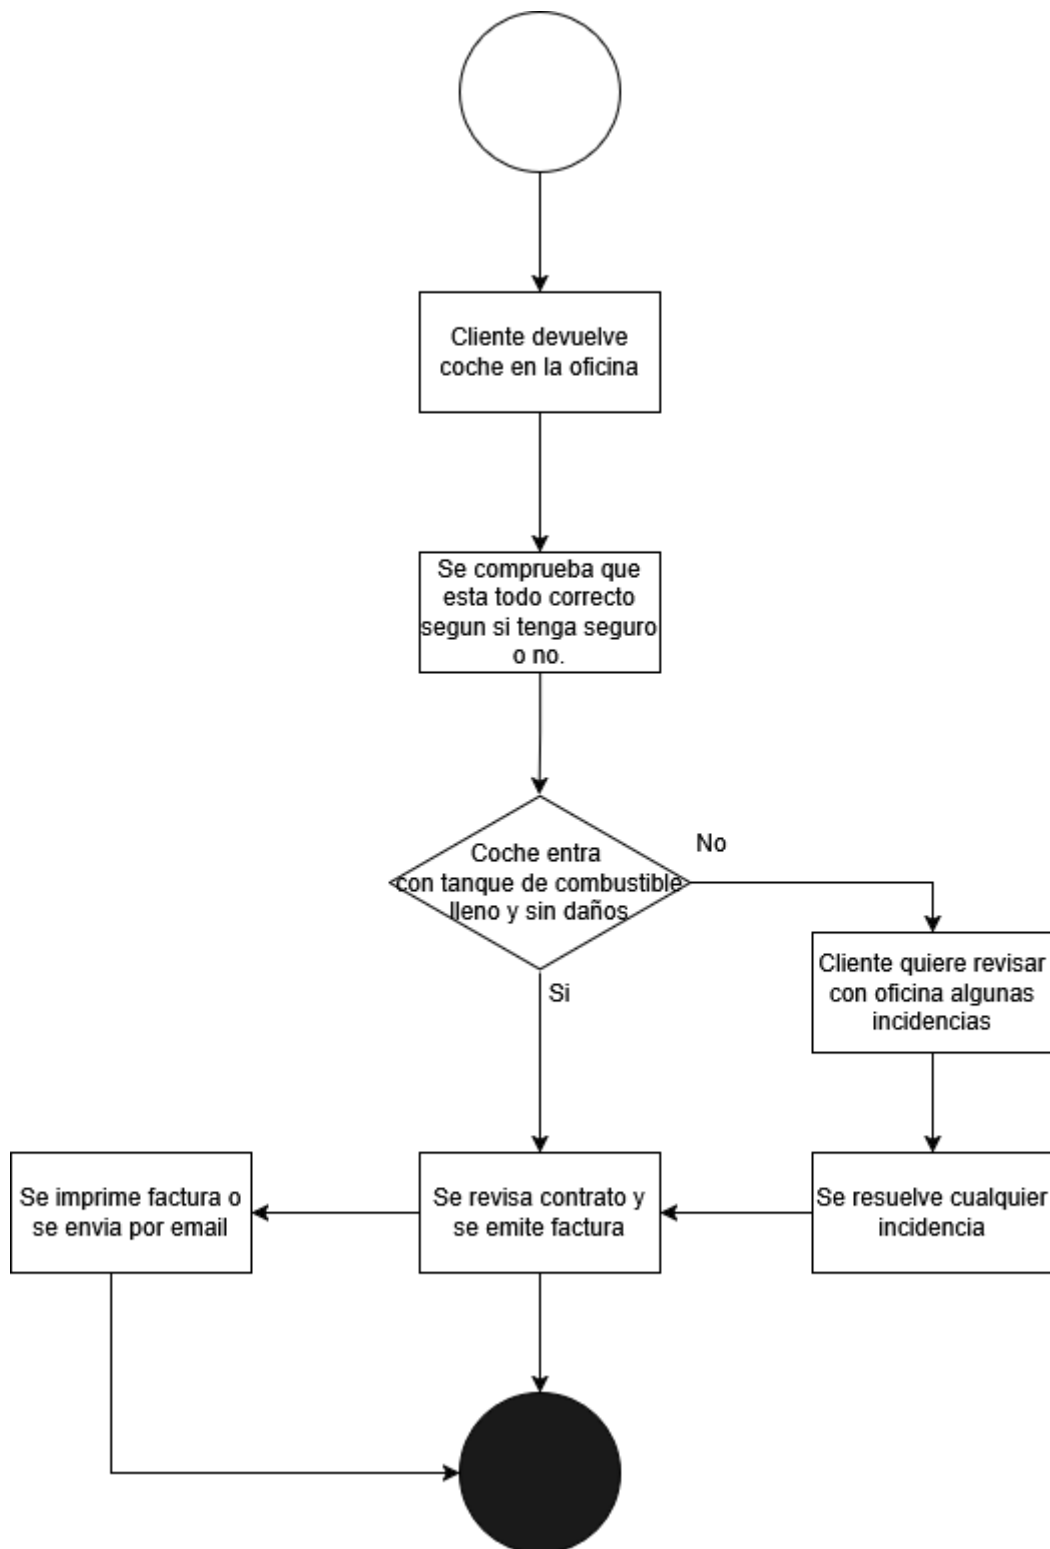 Cliente devuelve
coche en la oficina
Se comprueba que
esta todo correcto
segun si tenga seguro
o no.
Coche entra
con tanque de combustible
lleno y sin daños
No
Si
Cliente quiere revisar
con oficina algunas
incidencias
Se imprime factura o
se envia por email
Se revisa contrato y
se emite factura
Se resuelve cualquier
incidencia